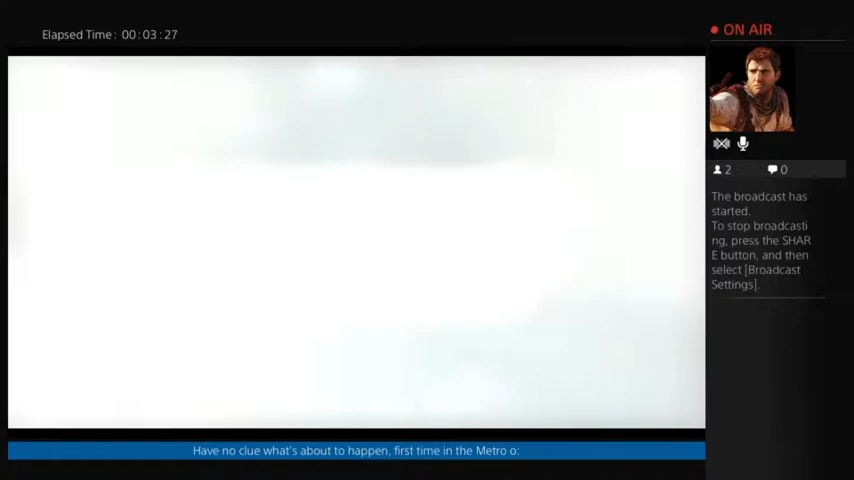 Elapsed Time: 00:03:27
ON AIR
2
0
The broadcast has
started.
To stop broadcasti
ng, press the SHAR
E button, and then
select [Broadcast
Settings].
Have no clue what's about to happen, first time in the Metro o: